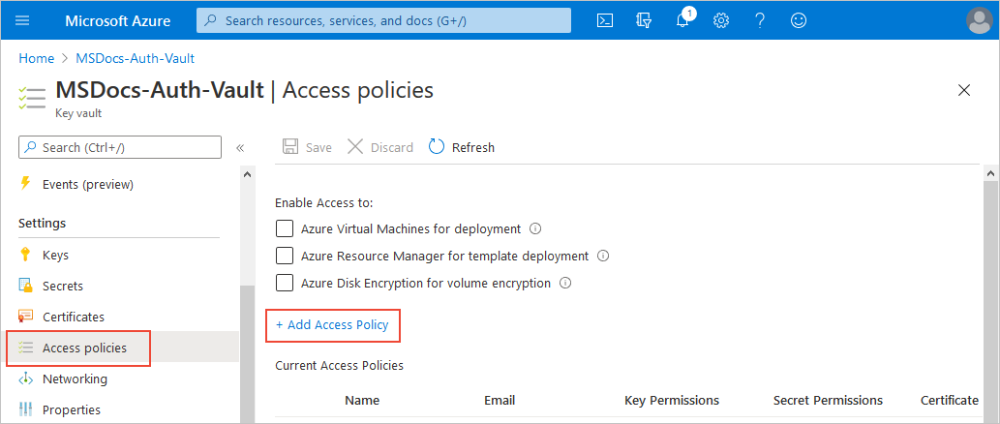 Microsoft Azure
Search resources, services, and docs (G+/)
1
Home > MSDocs-Auth-Vault
MSDocs-Auth-Vault | Access policies
Key vault
Search (Ctrl+/)
«
Save
Discard
Refresh
Events (preview)
Settings
Keys
Secrets
Certificates
Access policies
Networking
Properties
Enable Access to:
Azure Virtual Machines for deployment
Azure Resource Manager for template deployment
Azure Disk Encryption for volume encryption
+ Add Access Policy
Current Access Policies
Name Email Key Permissions Secret Permissions Certificate